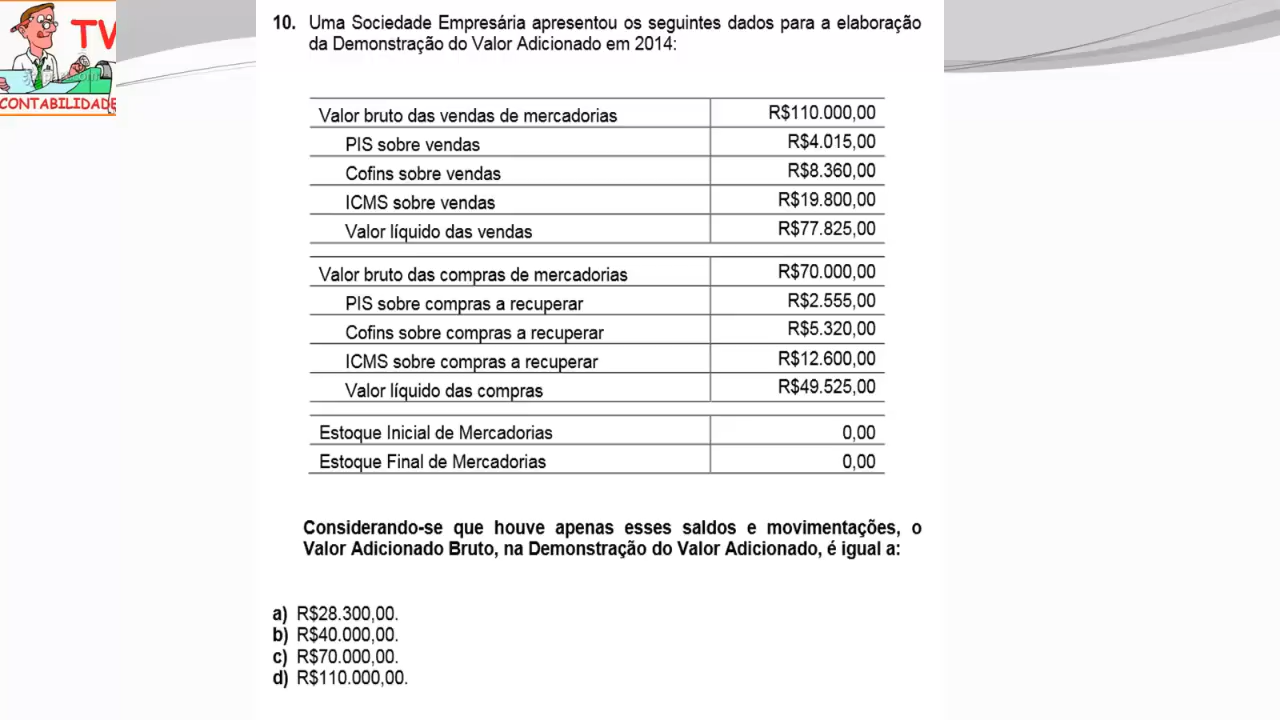 TV
CONTABILIDADE
10. Uma Sociedade Empresária apresentou os seguintes dados para a elaboração
da Demonstração do Valor Adicionado em 2014:
Valor bruto das vendas de mercadorias R$110.000,00
PIS sobre vendas R$4.015,00
Cofins sobre vendas R$8.360,00
ICMS sobre vendas R$19.800,00
Valor líquido das vendas R$77.825,00
Valor bruto das compras de mercadorias R$70.000,00
PIS sobre compras a recuperar R$2.555,00
Cofins sobre compras a recuperar R$5.320,00
ICMS sobre compras a recuperar R$12.600,00
Valor líquido das compras R$49.525,00
Estoque Inicial de Mercadorias 0,00
Estoque Final de Mercadorias 0,00
Considerando-se que houve apenas esses saldos e movimentações, o
Valor Adicionado Bruto, na Demonstração do Valor Adicionado, é igual a:
a) R$28.300,00.
b) R$40.000,00.
c) R$70.000,00.
d) R$110.000,00.